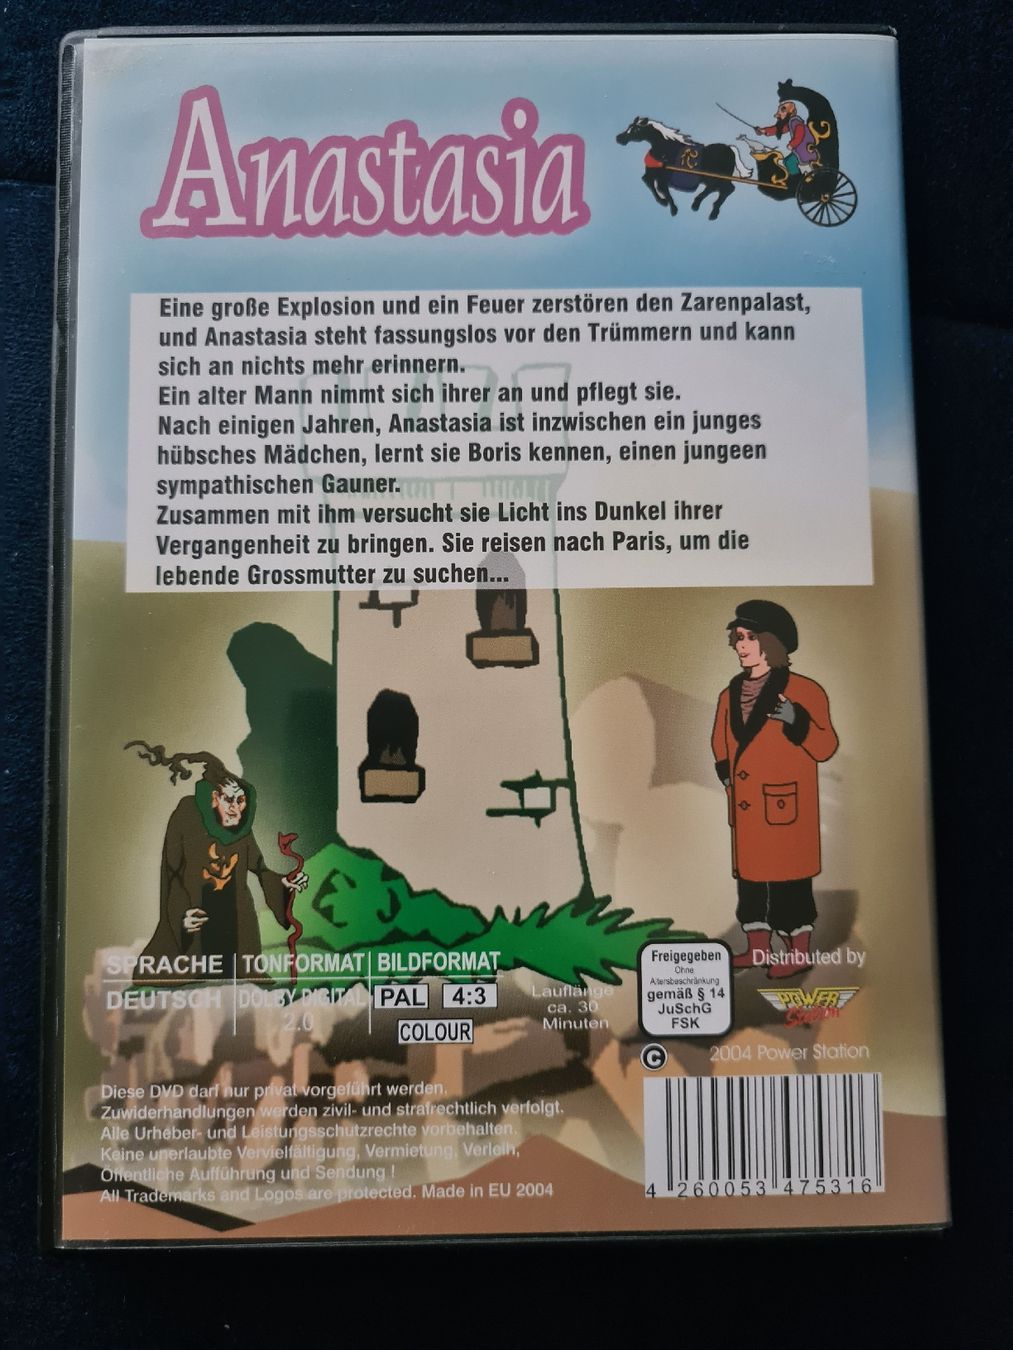 Anastasia
Eine große Explosion und ein Feuer zerstören den Zarenpalast,
und Anastasia steht fassungslos vor den Trümmern und kann
sich an nichts mehr erinnern.
Ein alter Mann nimmt sich ihrer an und pflegt sie.
Nach einigen Jahren, Anastasia ist inzwischen ein junges
hübsches Mädchen, lernt sie Boris kennen, einen jungeen
sympathischen Gauner.
Zusammen mit ihm versucht sie Licht ins Dunkel ihrer
Vergangenheit zu bringen. Sie reisen nach Paris, um die
lebende Grossmutter zu suchen...
SPRACHE TONFORMAT BILDFORMAT
DEUTSCH DOLBY DIGITAL PAL 4:3
2.0
COLOUR
Lauflänge
ca. 30
Minuten
Freigegeben
Ohne
Altersbeschränkung
gemäß § 14
JuSchG
FSK
Distributed by
POWER
Station
© 2004 Power Station
Diese DVD darf nur privat vorgeführt werden.
Zuwiderhandlungen werden zivil- und strafrechtlich verfolgt.
Alle Urheber- und Leistungsschutzrechte vorbehalten.
Keine unerlaubte Vervielfältigung, Vermietung, Verleih,
Öffentliche Aufführung und Sendung !
All Trademarks and Logos are protected. Made in EU 2004
4 260053 475316